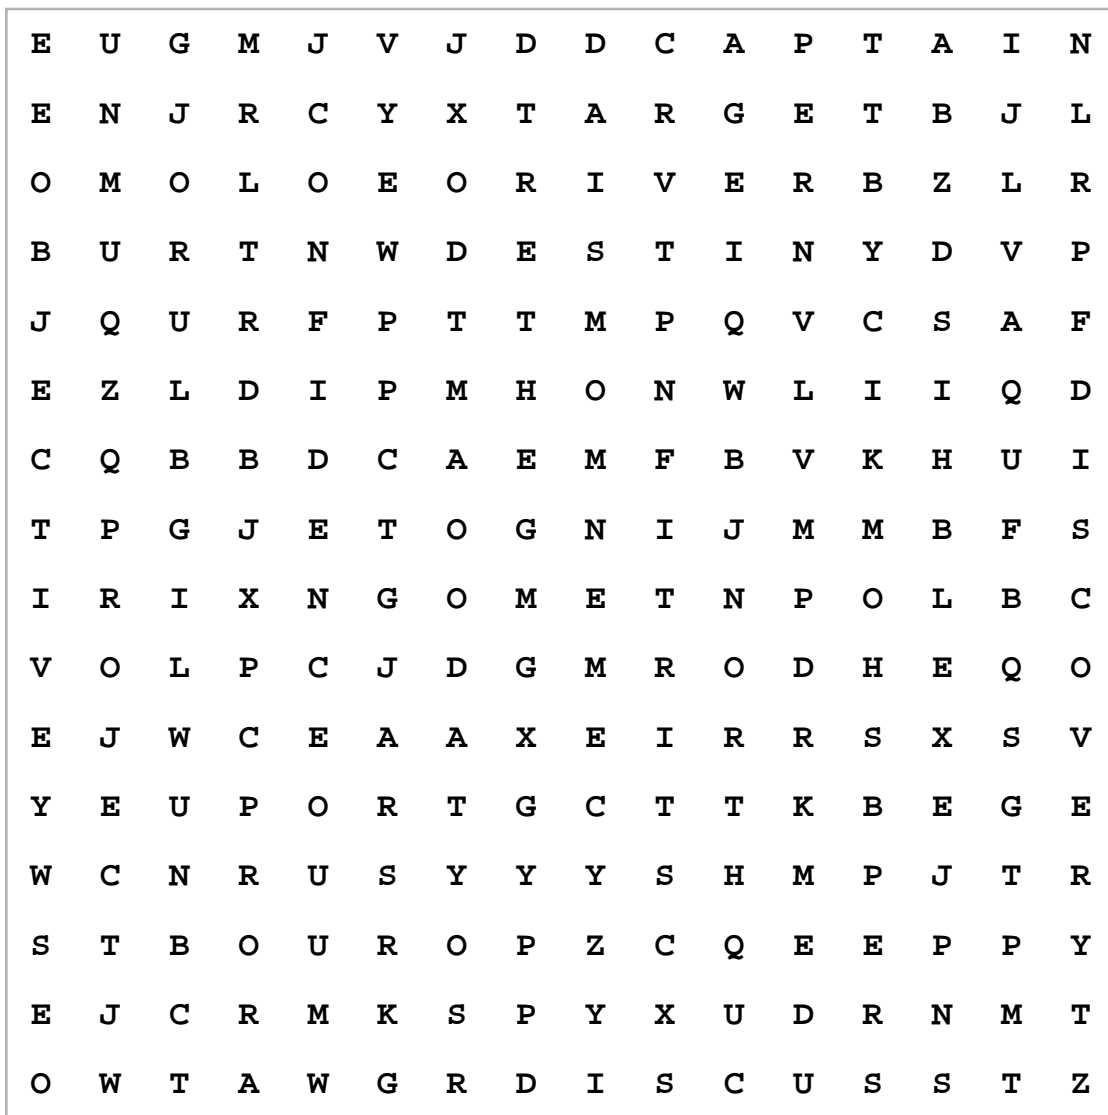 E U G M J V J D D C A P T A I N
E N J R C Y X T A R G E T B J L
O M O L O E O R I V E R B Z L R
B U R T N W D E S T I N Y D V P
J Q U R F P T T M P Q V C S A F
E Z L D I P M H O N W L I I Q D
C Q B B D C A E M F B V K H U I
T P G J E T O G N I J M M B F S
I R I X N G O M E T N P O L B C
V O L P C J D G M R O D H E Q O
E J W C E A A X E I R R S X S V
Y E U P O R T G C T T K B E G E
W C N R U S Y Y Y S H M P J T R
S T B O U R O P Z C Q E E P P Y
E J C R M K S P Y X U D R N M T
O W T A W G R D I S C U S S T Z